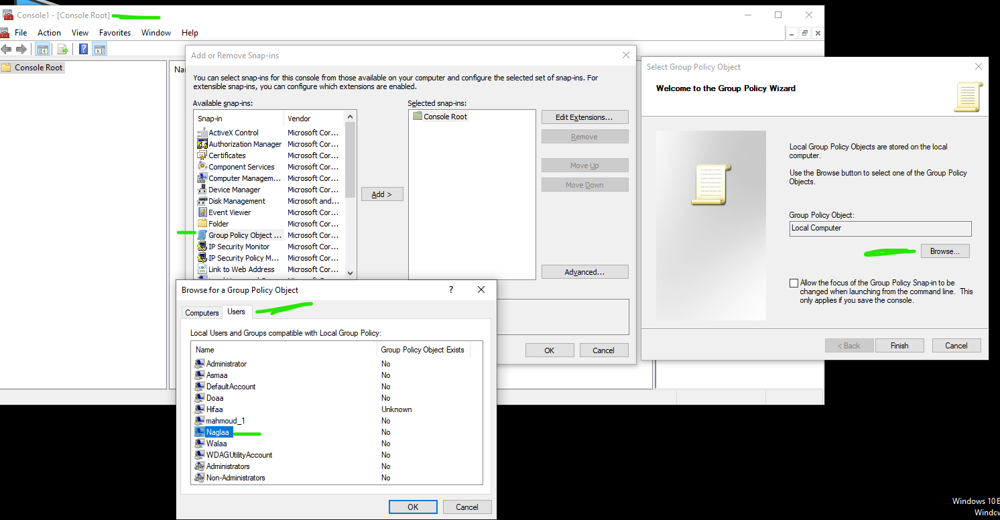 Console1 - [Console Root]
File Action View Favorites Window Help
Console Root
Add or Remove Snap-ins
You can select snap-ins for this console from those available on your computer and configure the selected set of snap-ins. For
extensible snap-ins, you can configure which extensions are enabled.
Available snap-ins:
Snap-in Vendor
ActiveX Control Microsoft Cor...
Authorization Manager Microsoft Cor...
Certificates Microsoft Cor...
Component Services Microsoft Cor...
Computer Managem... Microsoft Cor...
Device Manager Microsoft Cor...
Disk Management Microsoft and...
Event Viewer Microsoft Cor...
Folder Microsoft Cor...
Group Policy Object ... Microsoft Cor...
IP Security Monitor Microsoft Cor...
IP Security Policy M... Microsoft Cor...
Link to Web Address Microsoft Cor...
Add >
Selected snap-ins:
Console Root
Edit Extensions...
Remove
Move Up
Move Down
Advanced...
OK Cancel
Browse for a Group Policy Object
Computers Users
Local Users and Groups compatible with Local Group Policy:
Name Group Policy Object Exists
Administrator No
Asmaa No
DefaultAccount No
Doaa No
Hifaa Unknown
mahmoud_1 No
Naglaa No
Walaa No
WDAGUtilityAccount No
Administrators No
Non-Administrators No
OK Cancel
Select Group Policy Object
Welcome to the Group Policy Wizard
Local Group Policy Objects are stored on the local
computer.
Use the Browse button to select one of the Group Policy
Objects.
Group Policy Object:
Local Computer
Browse...
Allow the focus of the Group Policy Snap-in to be
changed when launching from the command line. This
only applies if you save the console.
< Back Finish Cancel
Windows 10